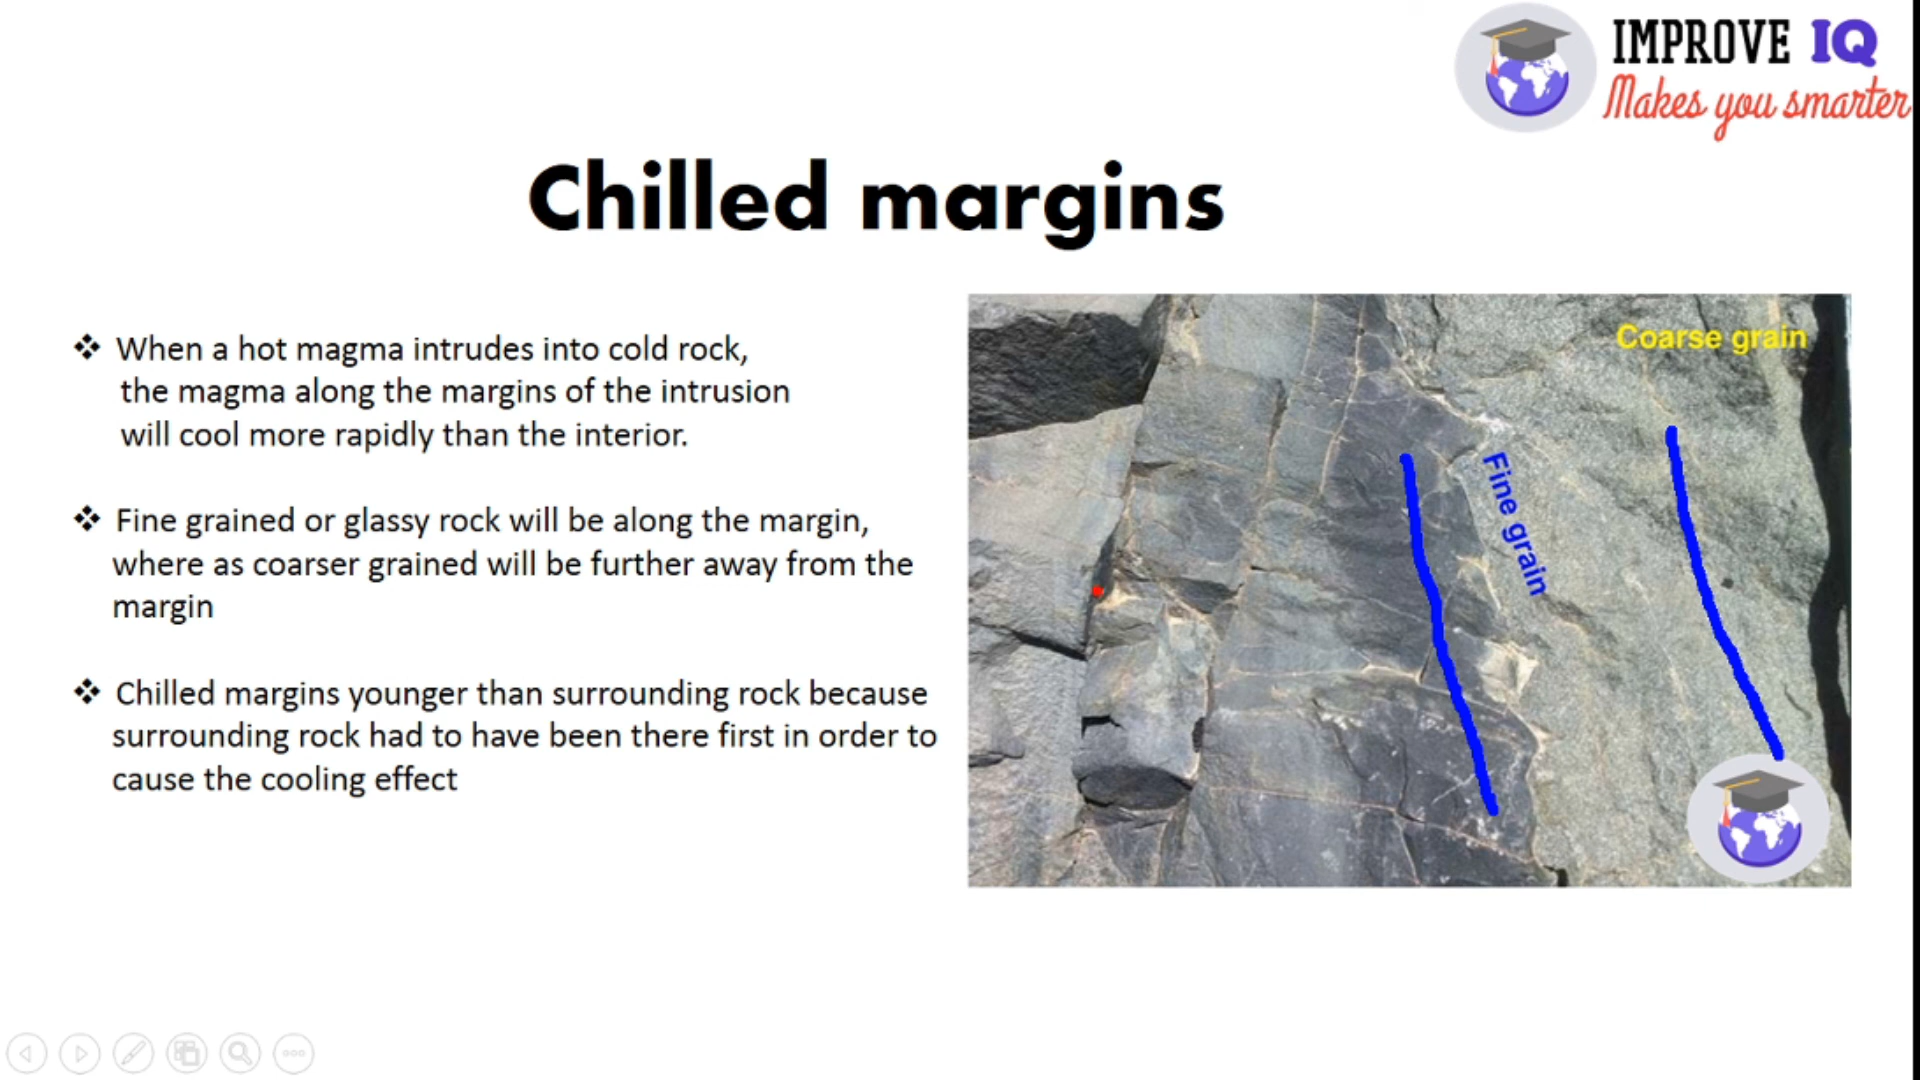 IMPROVE IQ
Makes you smarter
Chilled margins
When a hot magma intrudes into cold rock,
the magma along the margins of the intrusion
will cool more rapidly than the interior.
Fine grained or glassy rock will be along the margin,
where as coarser grained will be further away from the
margin
Chilled margins younger than surrounding rock because
surrounding rock had to have been there first in order to
cause the cooling effect
Coarse grain
Fine grain